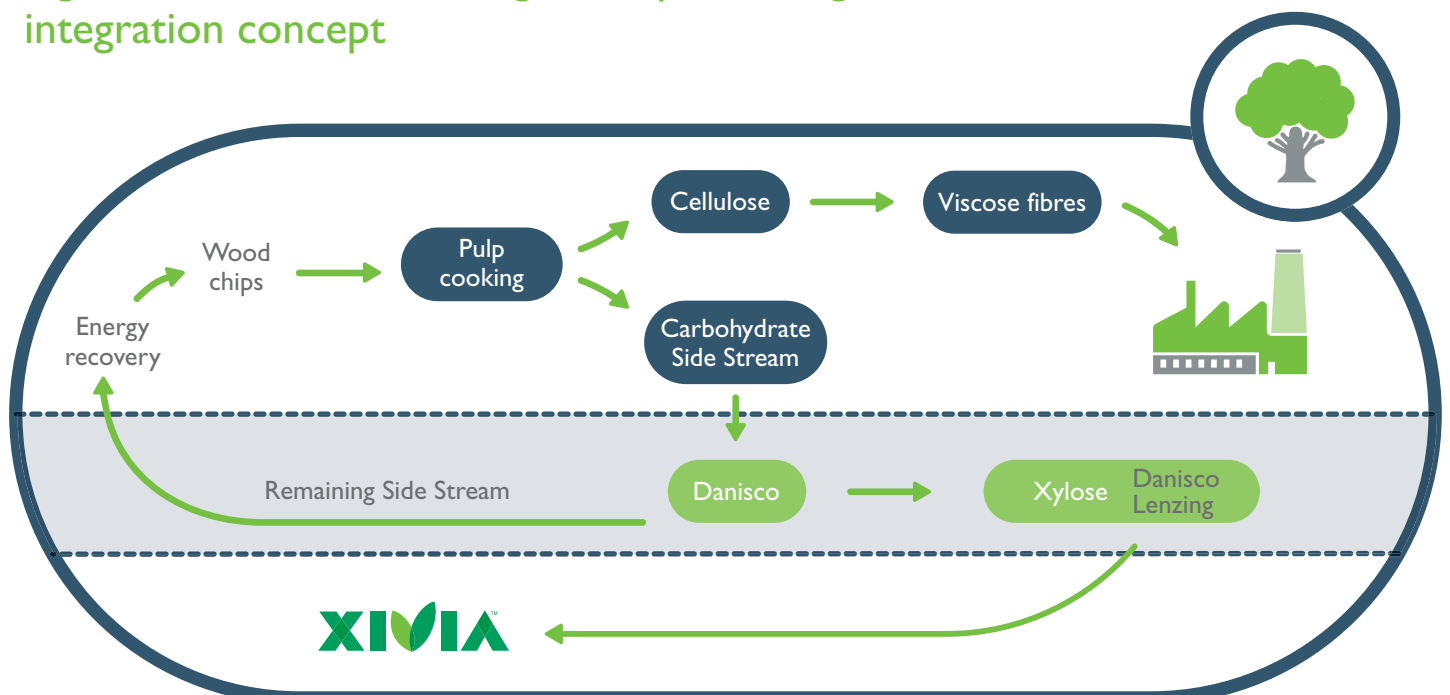 integration concept
Cellulose
Viscose fibres
Wood
chips
Pulp
cooking
Energy
recovery
Carbohydrate
Side Stream
Remaining Side Stream
Danisco
Xylose
Danisco
Lenzing
XIVIA™